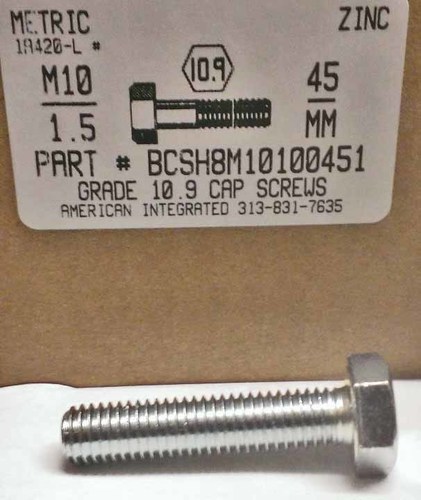 METRIC ZINC
1A420-L #
M10 10.9 45
1.5 MM
PART # BCSH8M10100451
GRADE 10.9 CAP SCREWS
AMERICAN INTEGRATED 313-831-7635